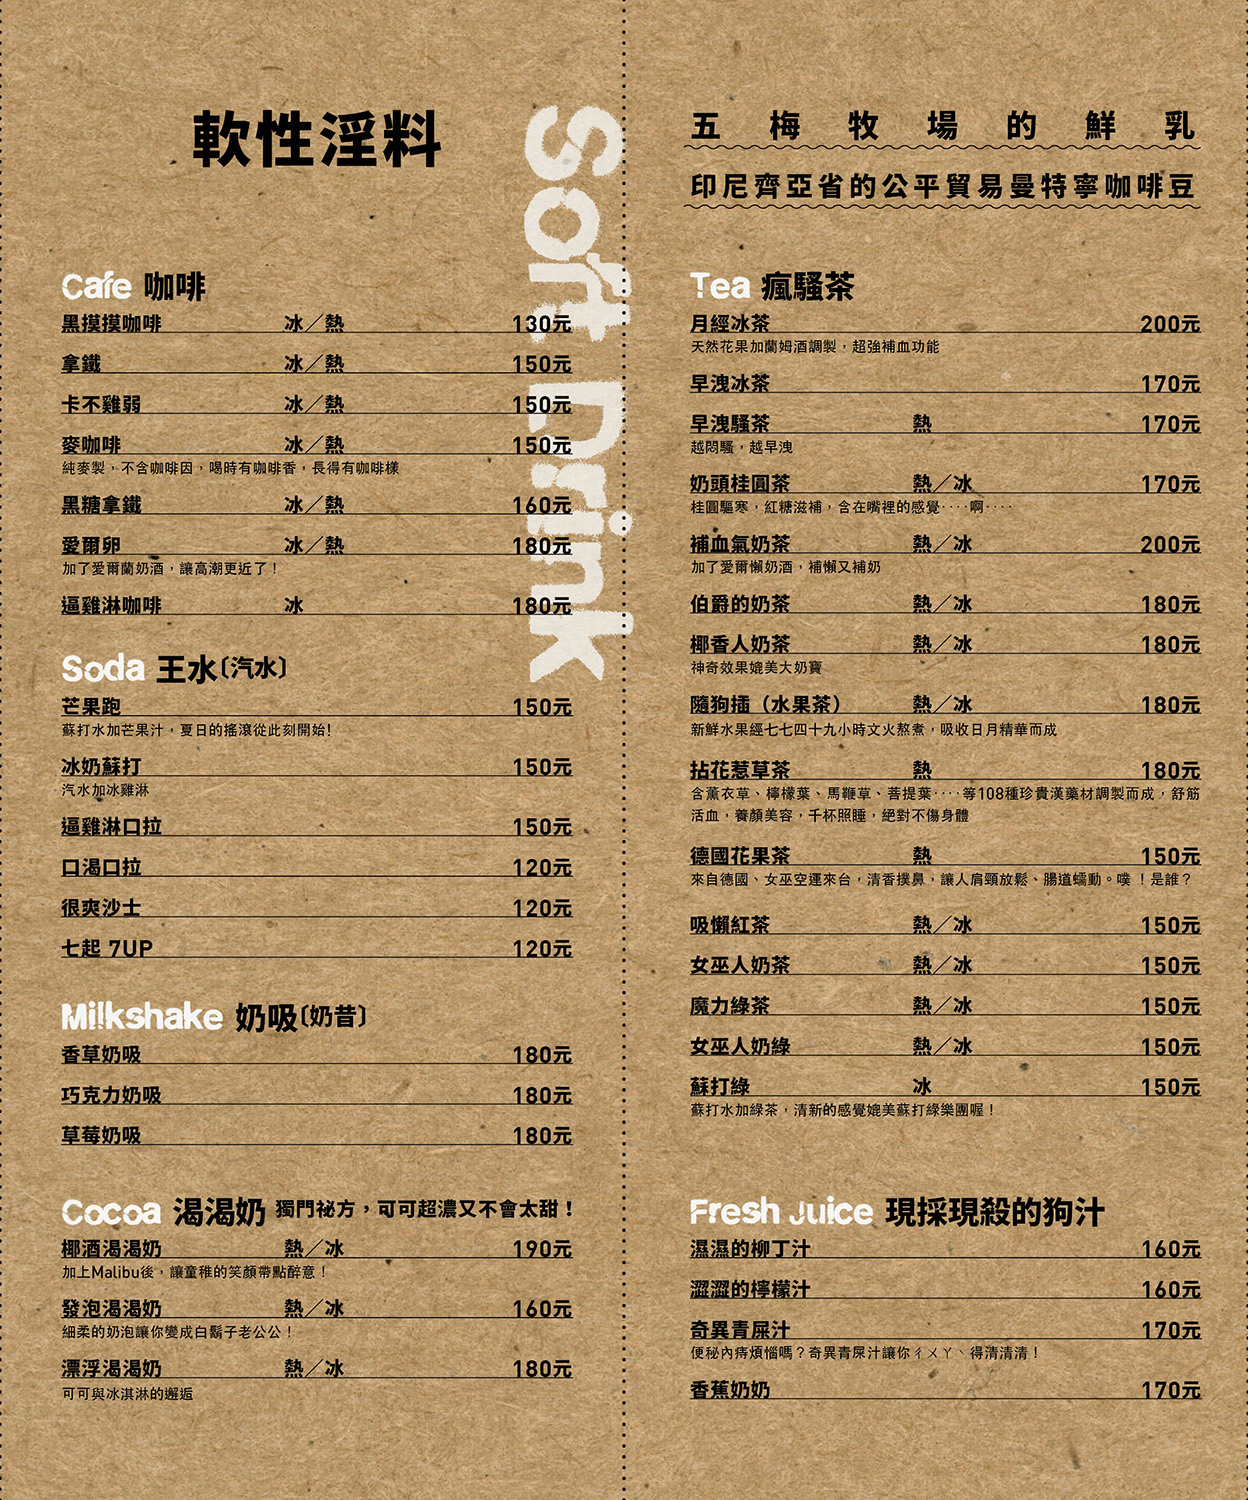 軟性淫料
Soft Drink
Cafe 咖啡
黑摸摸咖啡 冰／熱 130元
拿鐵 冰／熱 150元
卡不雞弱 冰／熱 150元
麥咖啡 冰／熱 150元
純麥製，不含咖啡因，喝時有咖啡香，長得有咖啡樣
黑糖拿鐵 冰／熱 160元
愛爾卵 冰／熱 180元
加了愛爾蘭奶酒，讓高潮更近了！
逼雞淋咖啡 冰 180元
Soda 王水〔汽水〕
芒果跑 150元
蘇打水加芒果汁，夏日的搖滾從此刻開始!
冰奶蘇打 150元
汽水加冰雞淋
逼雞淋口拉 150元
口渴口拉 120元
很爽沙士 120元
七起 7UP 120元
Milkshake 奶吸〔奶昔〕
香草奶吸 180元
巧克力奶吸 180元
草莓奶吸 180元
Cocoa 渴渴奶 獨門祕方，可可超濃又不會太甜！
椰酒渴渴奶 熱／冰 190元
加上Malibu後，讓童稚的笑顏帶點醉意！
發泡渴渴奶 熱／冰 160元
細柔的奶泡讓你變成白鬍子老公公！
漂浮渴渴奶 熱／冰 180元
可可與冰淇淋的邂逅
五梅牧場的鮮乳
印尼齊亞省的公平貿易曼特寧咖啡豆
Tea 瘋騷茶
月經冰茶 200元
天然花果加蘭姆酒調製，超強補血功能
早洩冰茶 170元
早洩騷茶 熱 170元
越悶騷，越早洩
奶頭桂圓茶 熱／冰 170元
桂圓驅寒，紅糖滋補，含在嘴裡的感覺‥‥啊‥‥
補血氣奶茶 熱／冰 200元
加了愛爾懶奶酒，補懶又補奶
伯爵的奶茶 熱／冰 180元
椰香人奶茶 熱／冰 180元
神奇效果媲美大奶寶
隨狗插（水果茶） 熱／冰 180元
新鮮水果經七七四十九小時文火熬煮，吸收日月精華而成
拈花惹草茶 熱 180元
含薰衣草、檸檬葉、馬鞭草、菩提葉‥‥等108種珍貴漢藥材調製而成，舒筋
活血，養顏美容，千杯照睡，絕對不傷身體
德國花果茶 熱 150元
來自德國、女巫空運來台，清香撲鼻，讓人肩頸放鬆、腸道蠕動。噗 ！是誰？
吸懶紅茶 熱／冰 150元
女巫人奶茶 熱／冰 150元
魔力綠茶 熱／冰 150元
女巫人奶綠 熱／冰 150元
蘇打綠 冰 150元
蘇打水加綠茶，清新的感覺媲美蘇打綠樂團喔！
Fresh Juice 現採現殺的狗汁
濕濕的柳丁汁 160元
澀澀的檸檬汁 160元
奇異青屎汁 170元
便秘內痔煩惱嗎？奇異青屎汁讓你ㄔㄨㄚˋ得清清清！
香蕉奶奶 170元